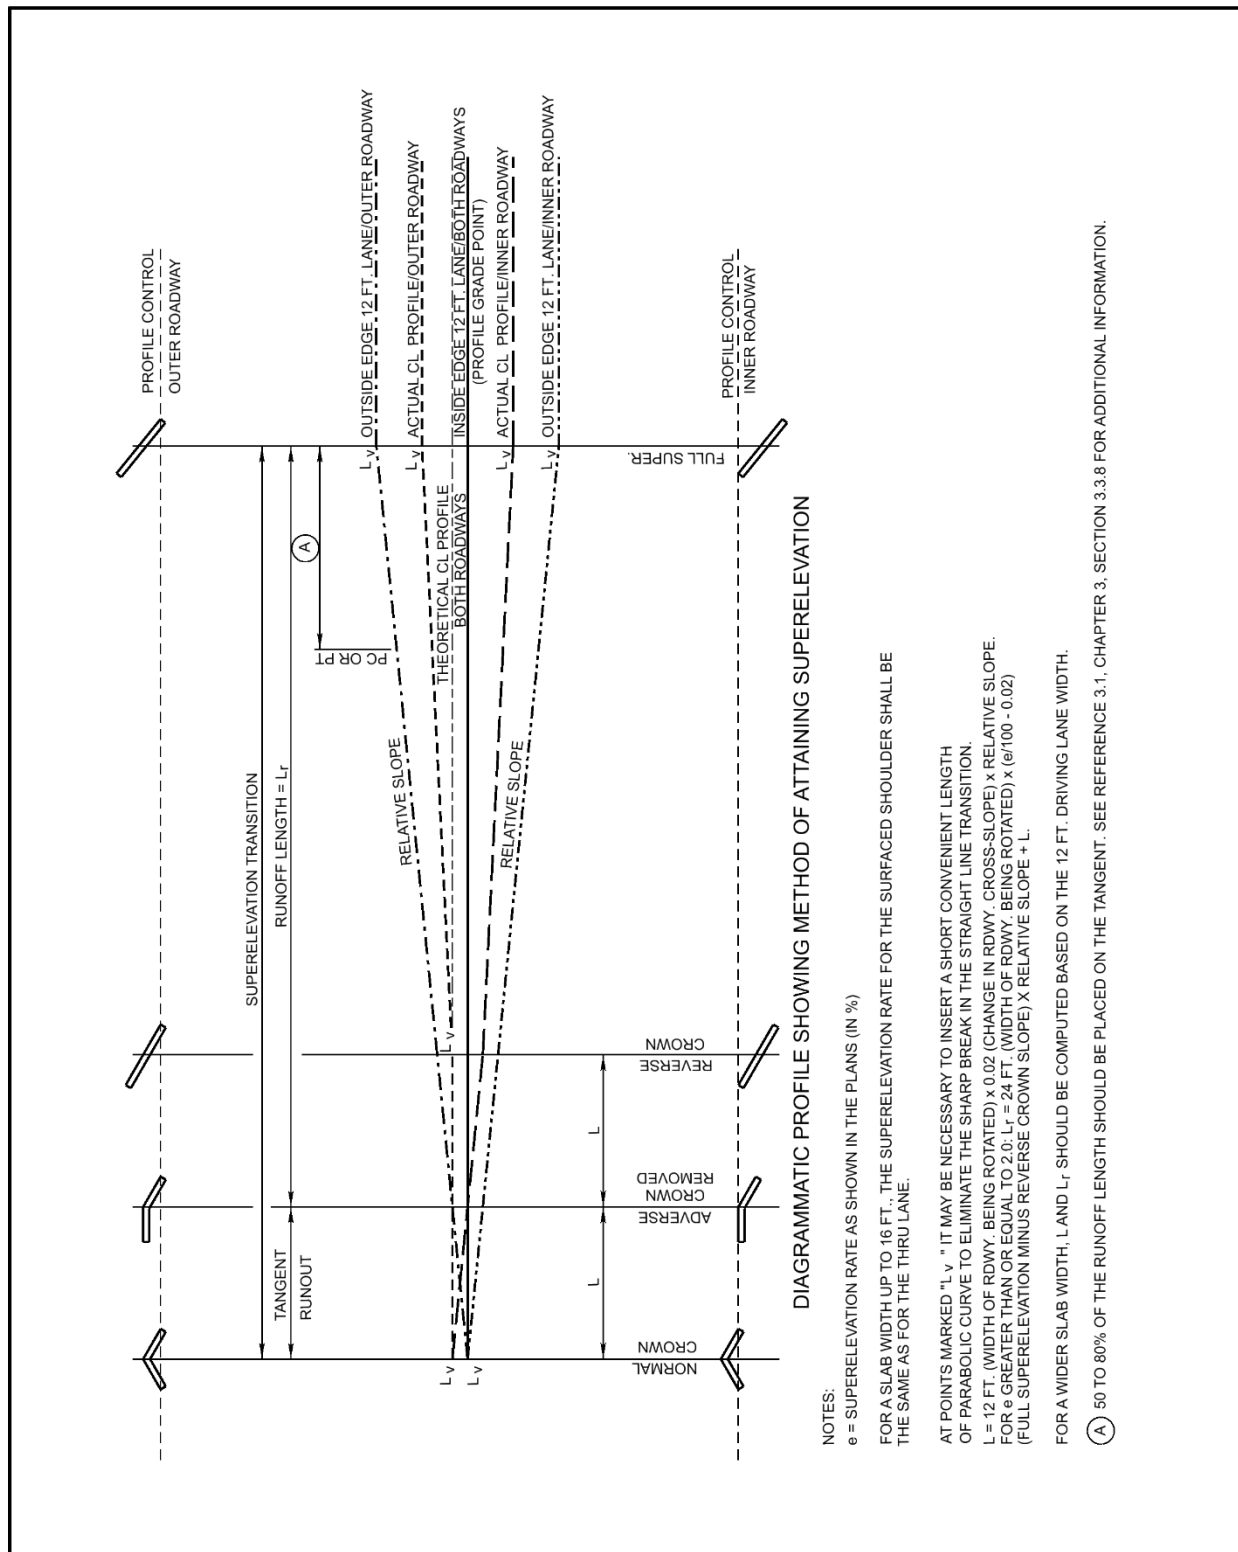 PROFILE CONTROL
OUTER ROADWAY
SUPERELEVATION TRANSITION
RUNOFF LENGTH = Lr
TANGENT
RUNOUT
A
PC OR PT
Lv OUTSIDE EDGE 12 FT. LANE/OUTER ROADWAY
Lv ACTUAL CL PROFILE/OUTER ROADWAY
INSIDE EDGE 12 FT. LANE/BOTH ROADWAYS
(PROFILE GRADE POINT)
Lv ACTUAL CL PROFILE/INNER ROADWAY
Lv OUTSIDE EDGE 12 FT. LANE/INNER ROADWAY
RELATIVE SLOPE
THEORETICAL CL PROFILE
BOTH ROADWAYS
RELATIVE SLOPE
Lv
Lv
Lv
L
L
NORMAL
CROWN
ADVERSE
CROWN
REMOVED
REVERSE
CROWN
FULL SUPER.
PROFILE CONTROL
INNER ROADWAY
DIAGRAMMATIC PROFILE SHOWING METHOD OF ATTAINING SUPERELEVATION
NOTES:
e = SUPERELEVATION RATE AS SHOWN IN THE PLANS (IN %)
FOR A SLAB WIDTH UP TO 16 FT., THE SUPERELEVATION RATE FOR THE SURFACED SHOULDER SHALL BE
THE SAME AS FOR THE THRU LANE.
AT POINTS MARKED "Lv " IT MAY BE NECESSARY TO INSERT A SHORT CONVENIENT LENGTH
OF PARABOLIC CURVE TO ELIMINATE THE SHARP BREAK IN THE STRAIGHT LINE TRANSITION.
L = 12 FT. (WIDTH OF RDWY. BEING ROTATED) x 0.02 (CHANGE IN RDWY. CROSS-SLOPE) x RELATIVE SLOPE.
FOR e GREATER THAN OR EQUAL TO 2.0: Lr = 24 FT. (WIDTH OF RDWY. BEING ROTATED) x (e/100 - 0.02)
(FULL SUPERELEVATION MINUS REVERSE CROWN SLOPE) X RELATIVE SLOPE + L.
FOR A WIDER SLAB WIDTH, L AND Lr SHOULD BE COMPUTED BASED ON THE 12 FT. DRIVING LANE WIDTH.
A 50 TO 80% OF THE RUNOFF LENGTH SHOULD BE PLACED ON THE TANGENT. SEE REFERENCE 3.1, CHAPTER 3, SECTION 3.3.8 FOR ADDITIONAL INFORMATION.